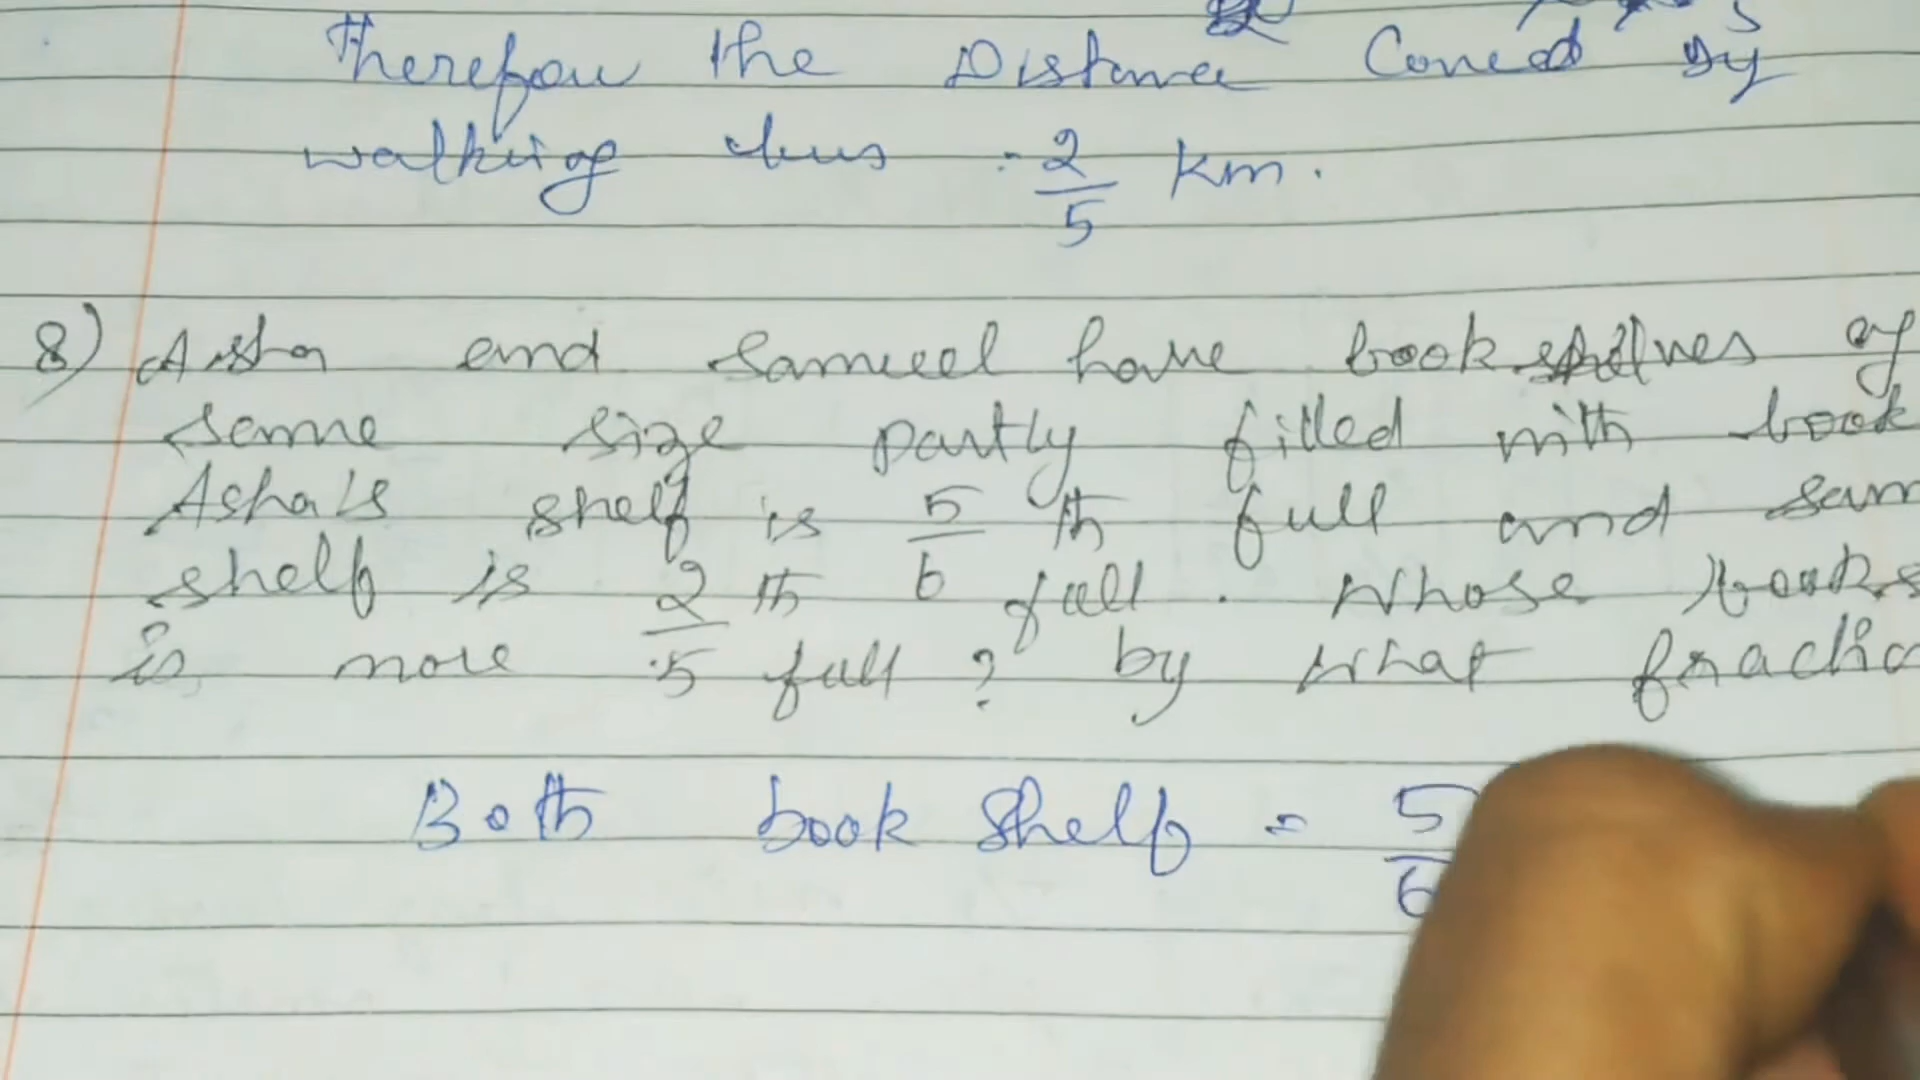 Therefore the Distance Covered by
walking thus = 2/5 km.
8) Asha and Samuel have book shelves of
same size partly filled with book
Asha's shelf is 5/6 th full and sam
shelf is 2/5 th full. Whose books
is more full? by what fractio
Both book shelf = 5/6